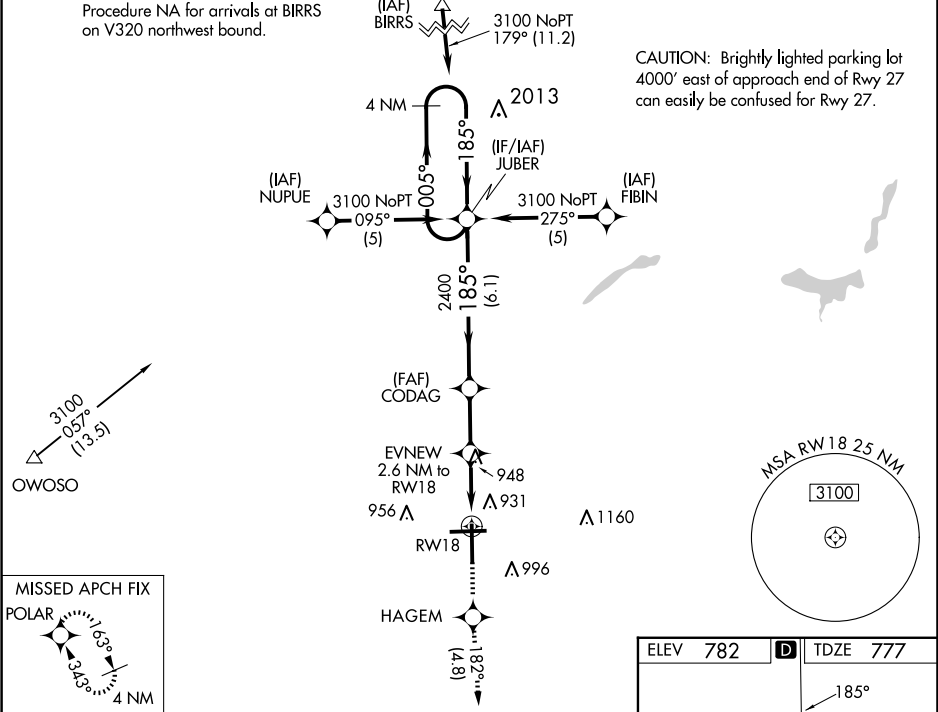 Procedure NA for arrivals at BIRRS
on V320 northwest bound.
(IAF)
BIRRS
3100 NoPT
179° (11.2)
CAUTION: Brightly lighted parking lot
4000' east of approach end of Rwy 27
can easily be confused for Rwy 27.
4 NM
2013
185°
005°
(IF/IAF)
JUBER
(IAF)
NUPUE
3100 NoPT
095°
(5)
3100 NoPT
275°
(5)
(IAF)
FIBIN
2400
185°
(6.1)
(FAF)
CODAG
3100
057°
(13.5)
OWOSO
EVNEW
2.6 NM to
RW18
948
931
956
1160
RW18
996
HAGEM
182°
(4.8)
MSA RW18 25 NM
3100
MISSED APCH FIX
POLAR
163°
343°
4 NM
ELEV 782 D TDZE 777
185°